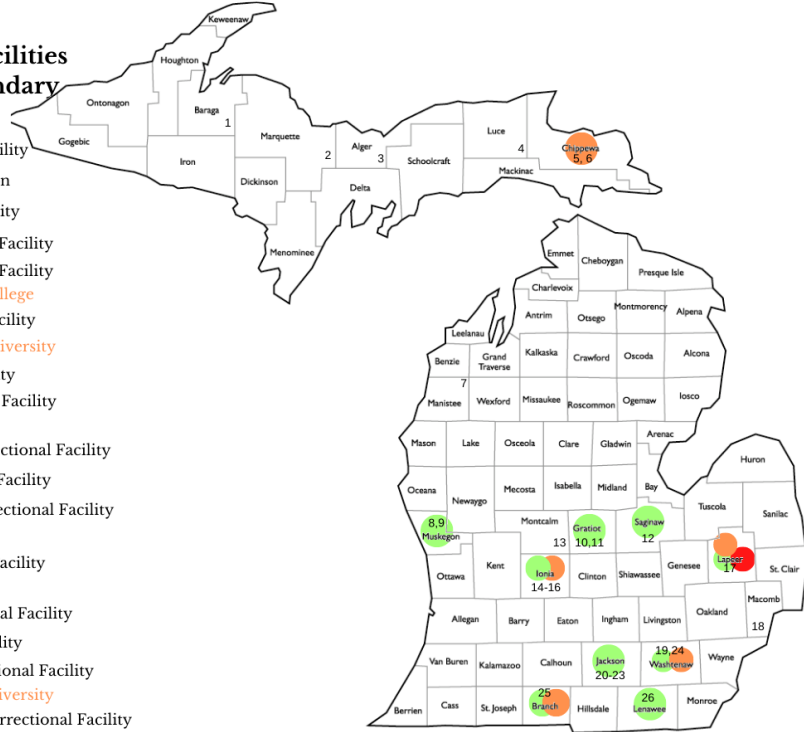 cilities
ndary
ility
n
ity
Facility
Facility
llege
cility
iversity
ty
Facility
ctional Facility
Facility
ectional Facility
acility
al Facility
lity
ional Facility
iversity
rrectional Facility
Keweenaw
Houghton
Ontonagon
Baraga
1
Gogebic
Iron
Marquette
2
Dickinson
Menominee
Alger
3
Delta
Schoolcraft
Luce
4
Mackinac
Chippewa
5, 6
Emmet
Cheboygan
Presque Isle
Charlevoix
Antrim
Otsego
Montmorency
Alpena
Leelanau
Benzie
Grand
Traverse
Kalkaska
Crawford
Oscoda
Alcona
7
Manistee
Wexford
Missaukee
Roscommon
Ogemaw
Iosco
Mason
Lake
Osceola
Clare
Gladwin
Arenac
Huron
Oceana
Newaygo
Mecosta
Isabella
Midland
Bay
Tuscola
Sanilac
8,9
Muskegon
Montcalm
13
Gratiot
10,11
Saginaw
12
Ottawa
Kent
Ionia
14-16
Clinton
Shiawassee
Genesee
Lapeer
17
St. Clair
Allegan
Barry
Eaton
Ingham
Livingston
Oakland
Macomb
18
Van Buren
Kalamazoo
Calhoun
Jackson
20-23
19,24
Washtenaw
Wayne
Berrien
Cass
St. Joseph
25
Branch
Hillsdale
26
Lenawee
Monroe